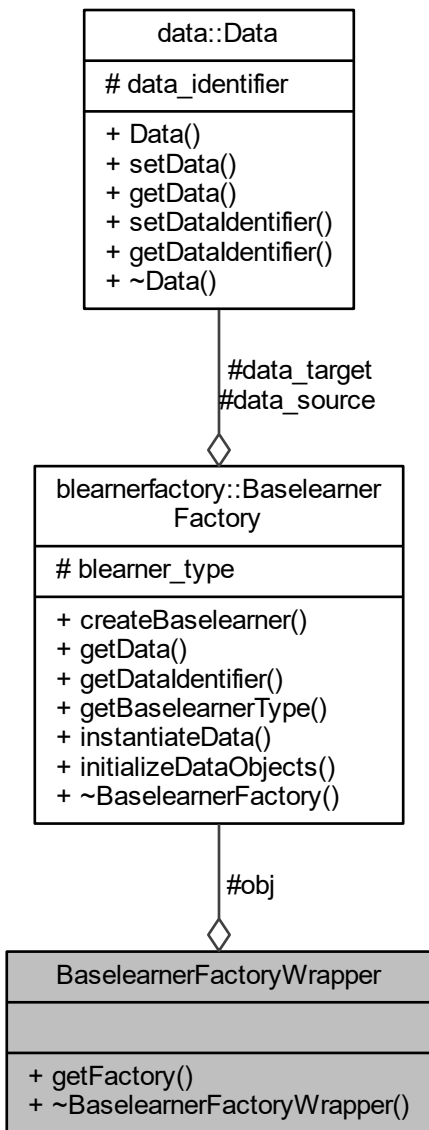 data::Data
# data_identifier
+ Data()
+ setData()
+ getData()
+ setDataIdentifier()
+ getDataIdentifier()
+ ~Data()
#data_target
#data_source
blearnerfactory::Baselearner
Factory
# blearner_type
+ createBaselearner()
+ getData()
+ getDataIdentifier()
+ getBaselearnerType()
+ instantiateData()
+ initializeDataObjects()
+ ~BaselearnerFactory()
#obj
BaselearnerFactoryWrapper
+ getFactory()
+ ~BaselearnerFactoryWrapper()